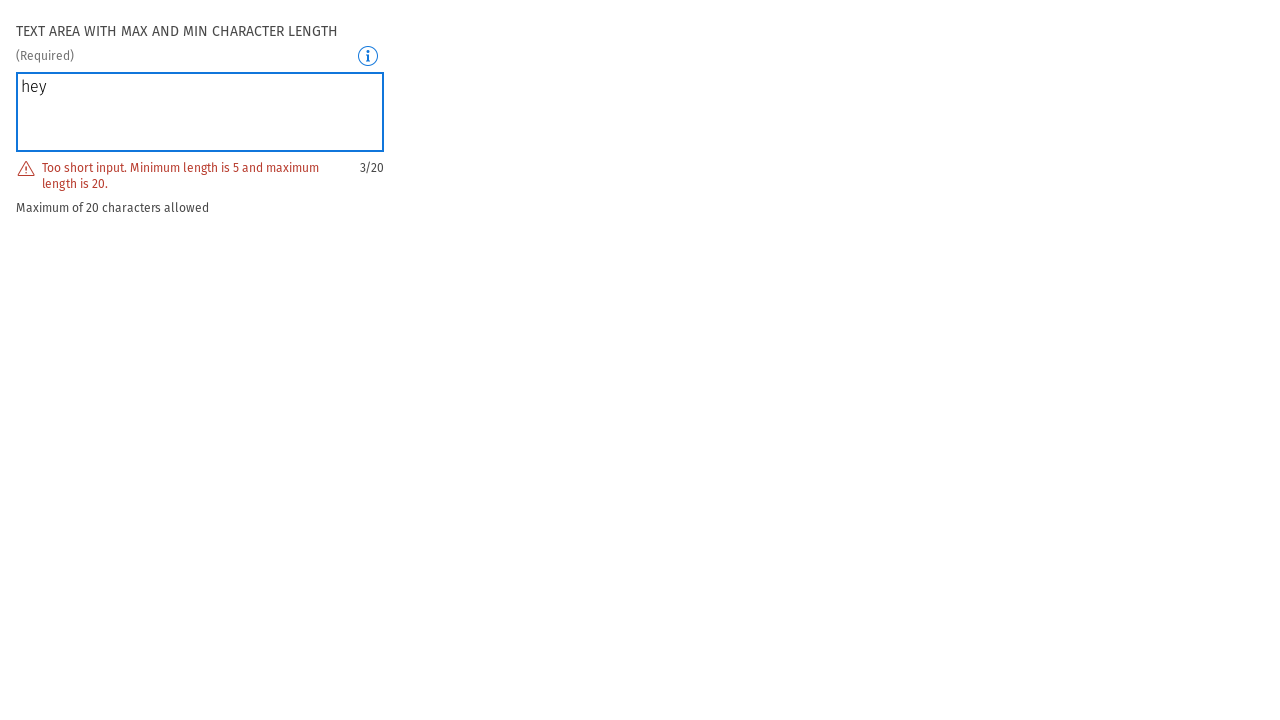 TEXT AREA WITH MAX AND MIN CHARACTER LENGTH
(Required)
hey
Too short input. Minimum length is 5 and maximum
length is 20.
3/20
Maximum of 20 characters allowed